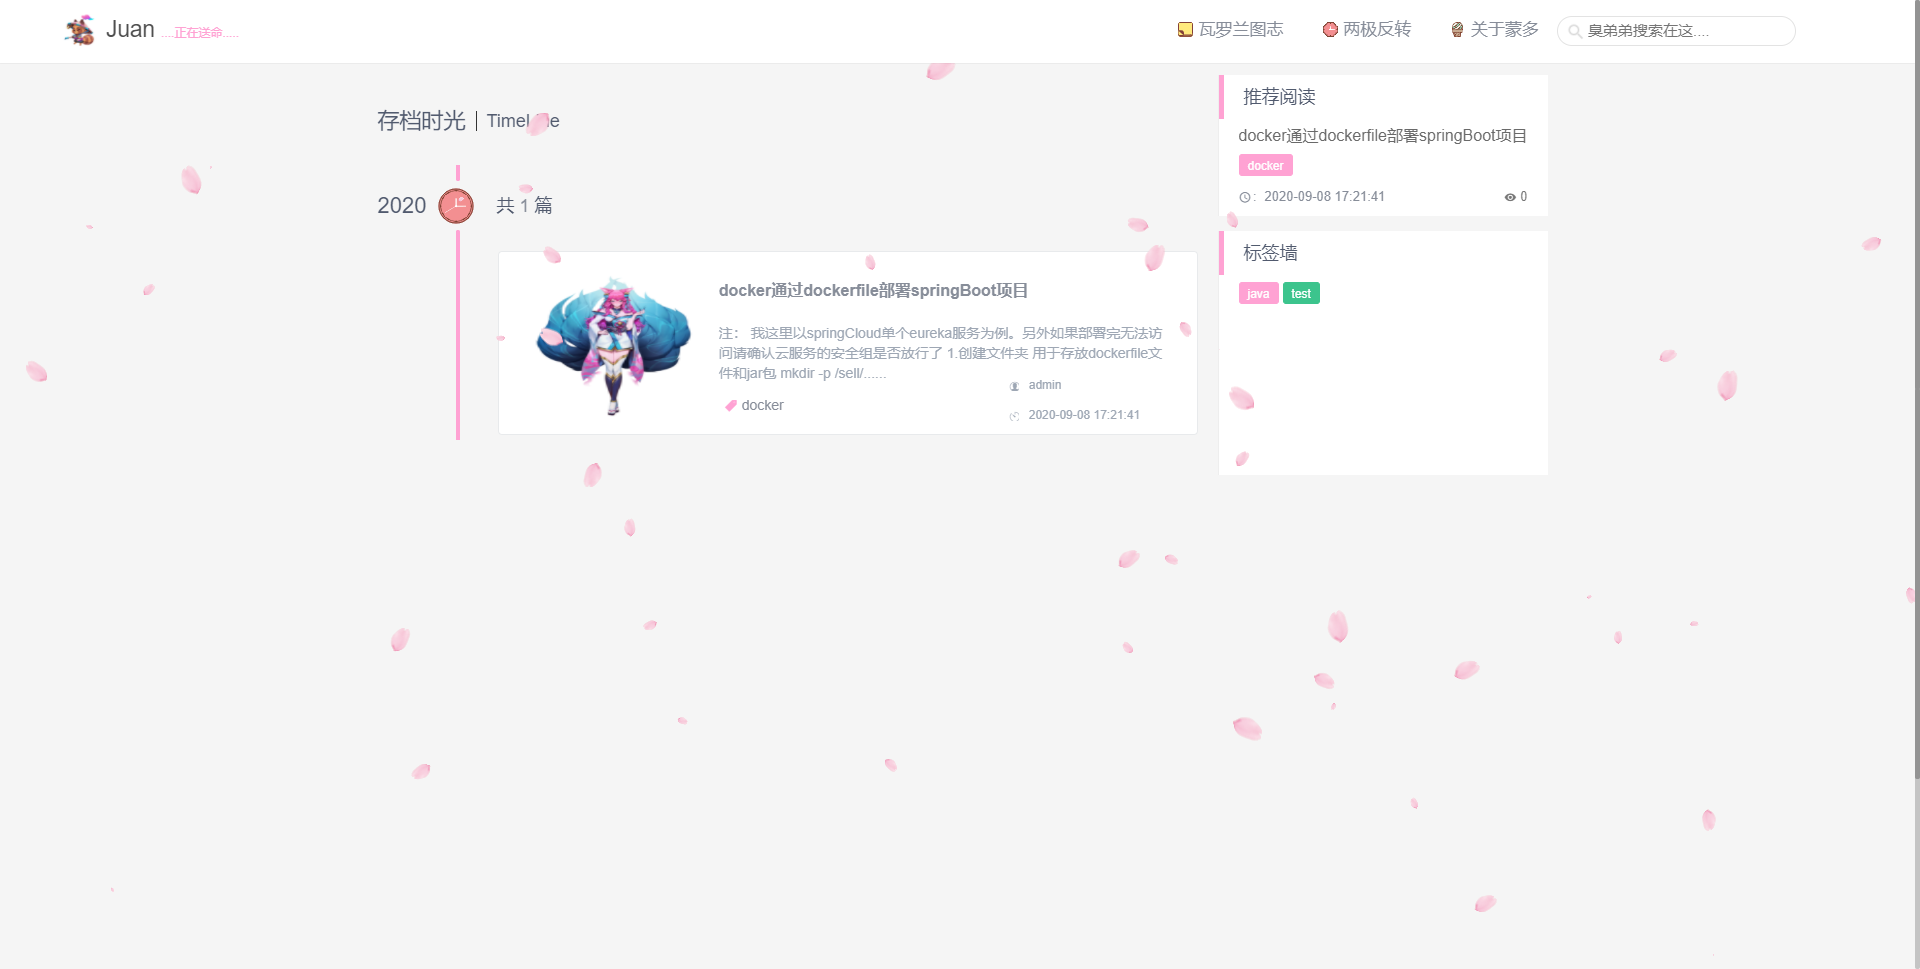 Juan ....正在送命.....
瓦罗兰图志
两极反转
关于蒙多
臭弟弟搜索在这....
存档时光 | Timeline
2020
共 1 篇
docker通过dockerfile部署springBoot项目
注： 我这里以springCloud单个eureka服务为例。另外如果部署完无法访
问请确认云服务的安全组是否放行了 1.创建文件夹 用于存放dockerfile文
件和jar包 mkdir -p /sell/......
docker
admin
2020-09-08 17:21:41
推荐阅读
docker通过dockerfile部署springBoot项目
docker
: 2020-09-08 17:21:41
0
标签墙
java
test